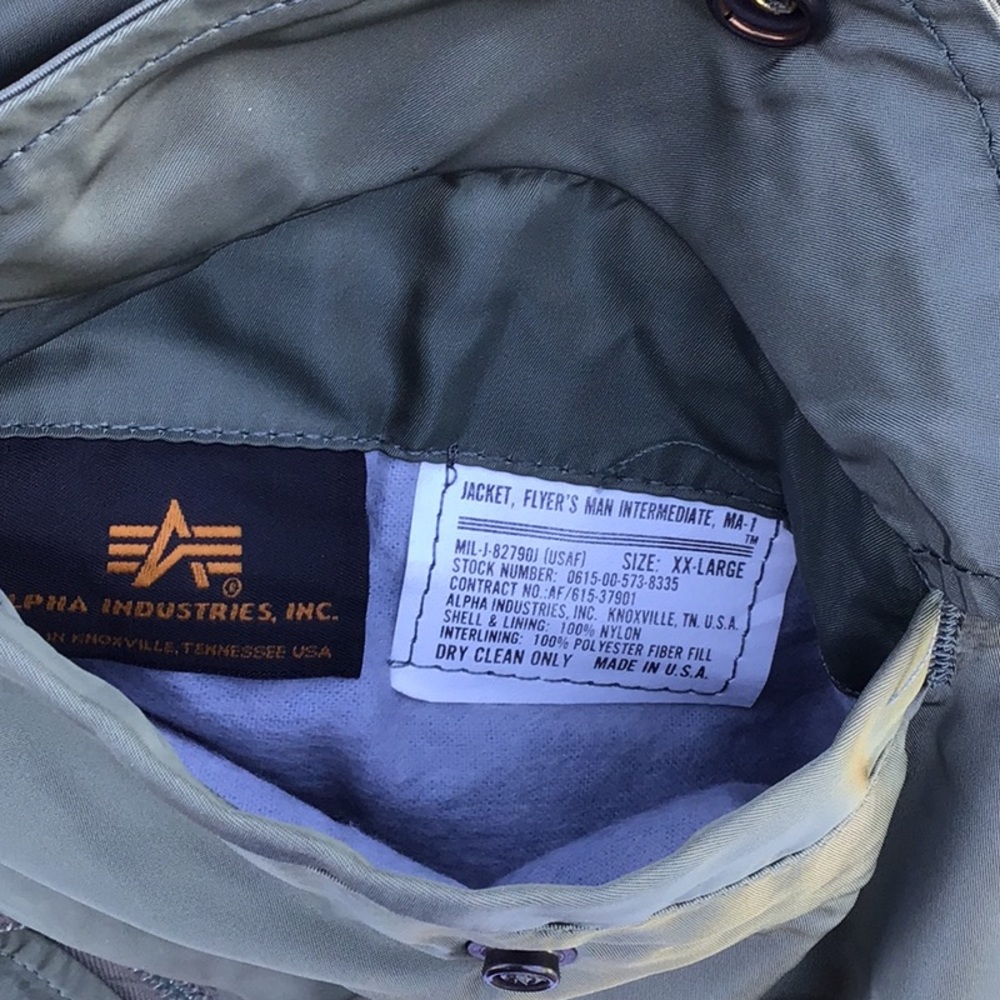 JACKET, FLYER'S MAN INTERMEDIATE, MA-1 ™
MIL-J-82790J (USAF) SIZE: XX-LARGE
STOCK NUMBER: 0615-00-573-8335
CONTRACT NO.:AF/615-37901
ALPHA INDUSTRIES, INC. KNOXVILLE, TN. U.S.A.
SHELL & LINING: 100% NYLON
INTERLINING: 100% POLYESTER FIBER FILL
DRY CLEAN ONLY MADE IN U.S.A.
®
LPHA INDUSTRIES, INC.
IN KNOXVILLE, TENNESSEE USA